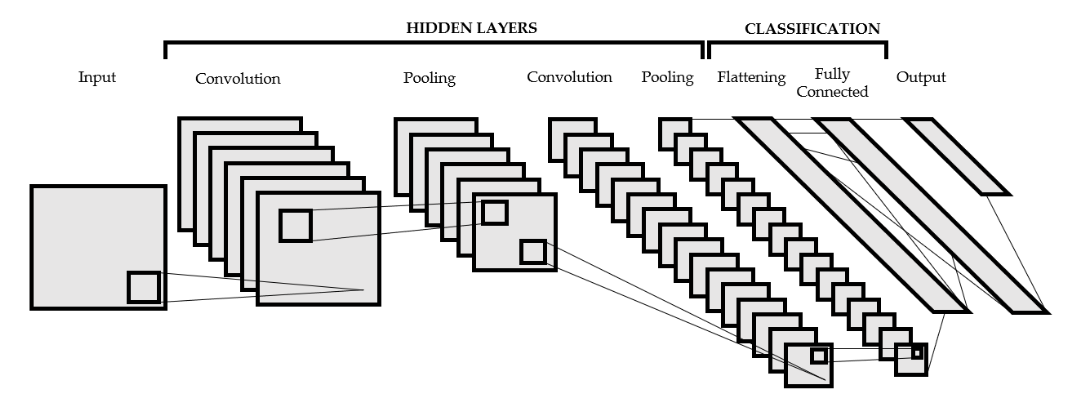 HIDDEN LAYERS
CLASSIFICATION
Input
Convolution
Pooling
Convolution
Pooling
Flattening
Fully
Connected
Output